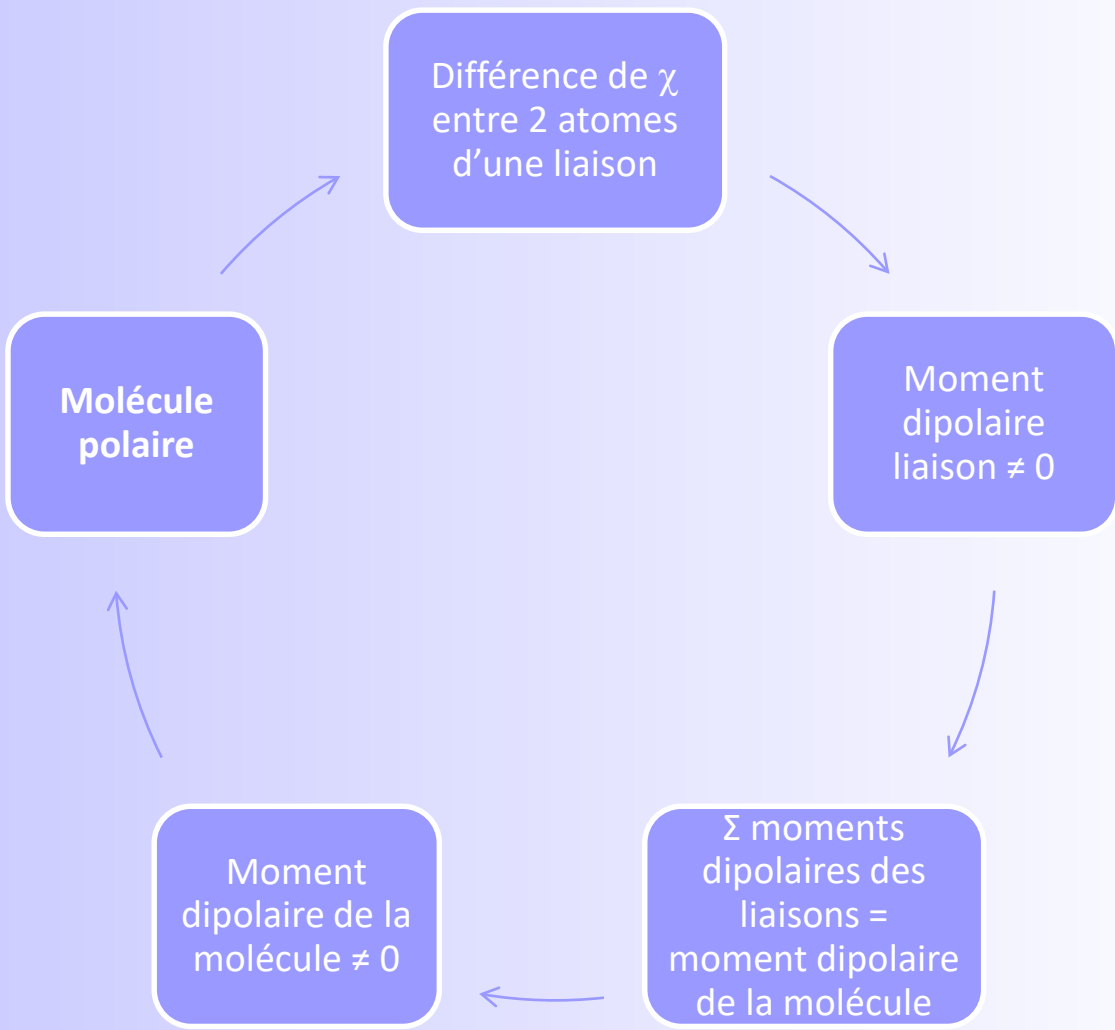 Différence de χ
entre 2 atomes
d’une liaison
Moment
dipolaire
liaison ≠ 0
Σ moments
dipolaires des
liaisons =
moment dipolaire
de la molécule
Moment
dipolaire de la
molécule ≠ 0
Molécule
polaire